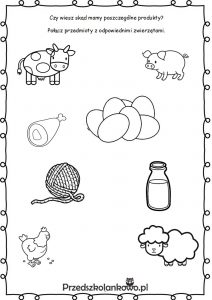 Czy wiesz skąd mamy poszczególne produkty?
Połącz przedmioty z odpowiednimi zwierzętami.
Przedszkolankowo.pl